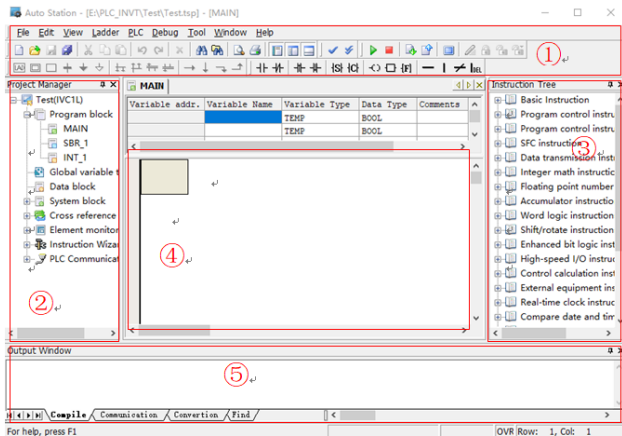 Auto Station - [E:\PLC_INVT\Test\Test.tsp] - [MAIN]
File Edit View Ladder PLC Debug Tool Window Help
①
LAD
Project Manager
Test(IVC1L)
Program block
MAIN
SBR_1
INT_1
Global variable t
Data block
System block
Cross reference
Element monitor
Instruction Wiza
PLC Communicat
②
MAIN
Variable addr. Variable Name Variable Type Data Type Comments
TEMP BOOL
TEMP BOOL
④
Instruction Tree
Basic Instruction
Program control instru
Program control instru
SFC instruction
③
Data transmission inst
Integer math instructic
Floating point number
Accumulator instructio
Word logic instruction
Shift/rotate instruction
Enhanced bit logic inst
High-speed I/O instruc
Control calculation inst
External equipment ins
Real-time clock instruc
Compare date and tim
Output Window
⑤
Compile Communication Convertion Find
For help, press F1
OVR Row: 1, Col: 1